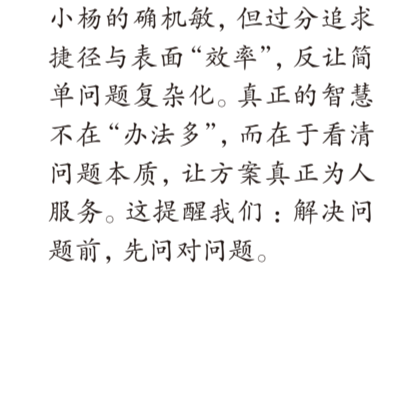 小杨的确机敏，但过分追求
捷径与表面“效率”，反让简
单问题复杂化。真正的智慧
不在“办法多”，而在于看清
问题本质，让方案真正为人
服务。这提醒我们：解决问
题前，先问对问题。